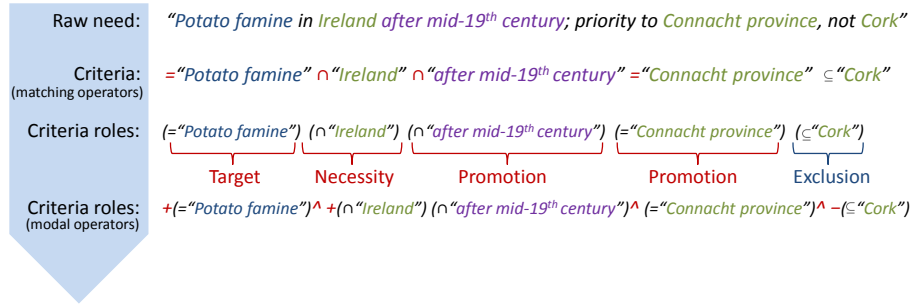 Raw need: “Potato famine in Ireland after mid-19th century; priority to Connacht province, not Cork”
Criteria: =“Potato famine” ∩“Ireland” ∩“after mid-19th century” =“Connacht province” ⊆“Cork”
(matching operators)
Criteria roles: (=“Potato famine”) (∩“Ireland”) (∩“after mid-19th century”) (=“Connacht province”) (⊆“Cork”)
Target Necessity Promotion Promotion Exclusion
Criteria roles: +(=“Potato famine”)^ +(∩“Ireland”) (∩“after mid-19th century”)^ (=“Connacht province”)^ −(⊆“Cork”)
(modal operators)